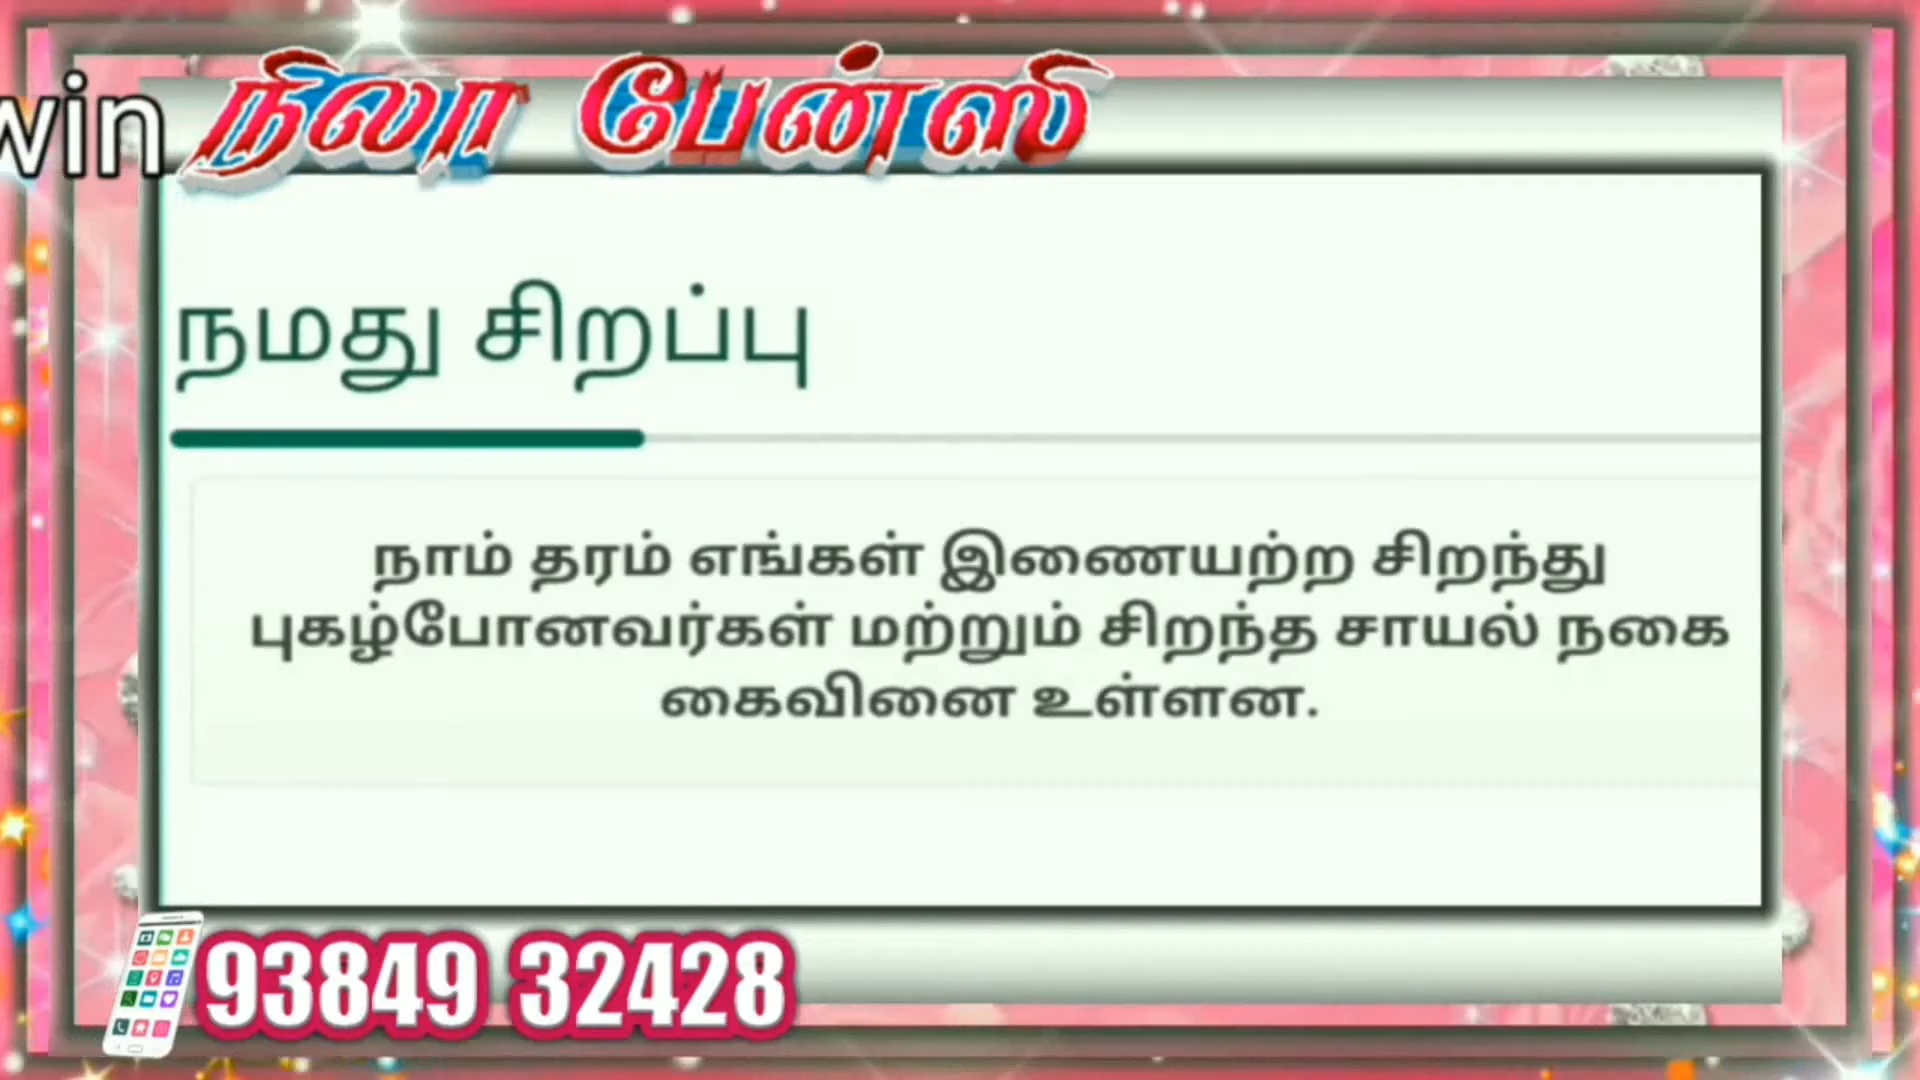 win
நிலா பேன்ஸி
நமது சிறப்பு
நாம் தரம் எங்கள் இணையற்ற சிறந்து
புகழ்போனவர்கள் மற்றும் சிறந்த சாயல் நகை
கைவினை உள்ளன.
93849 32428